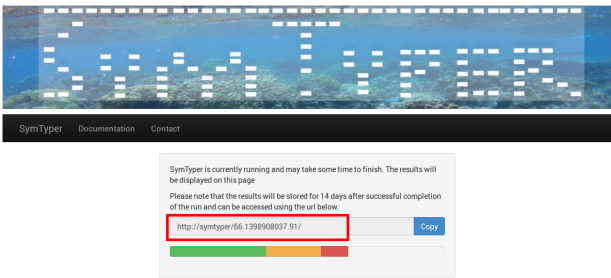 SymTyper
SymTyper Documentation Contact
SymTyper is currently running and may take some time to finish. The results will
be displayed on this page
Please note that the results will be stored for 14 days after successful completion
of the run and can be accessed using the url below.
http://symtyper/66.1398908037.91/ Copy